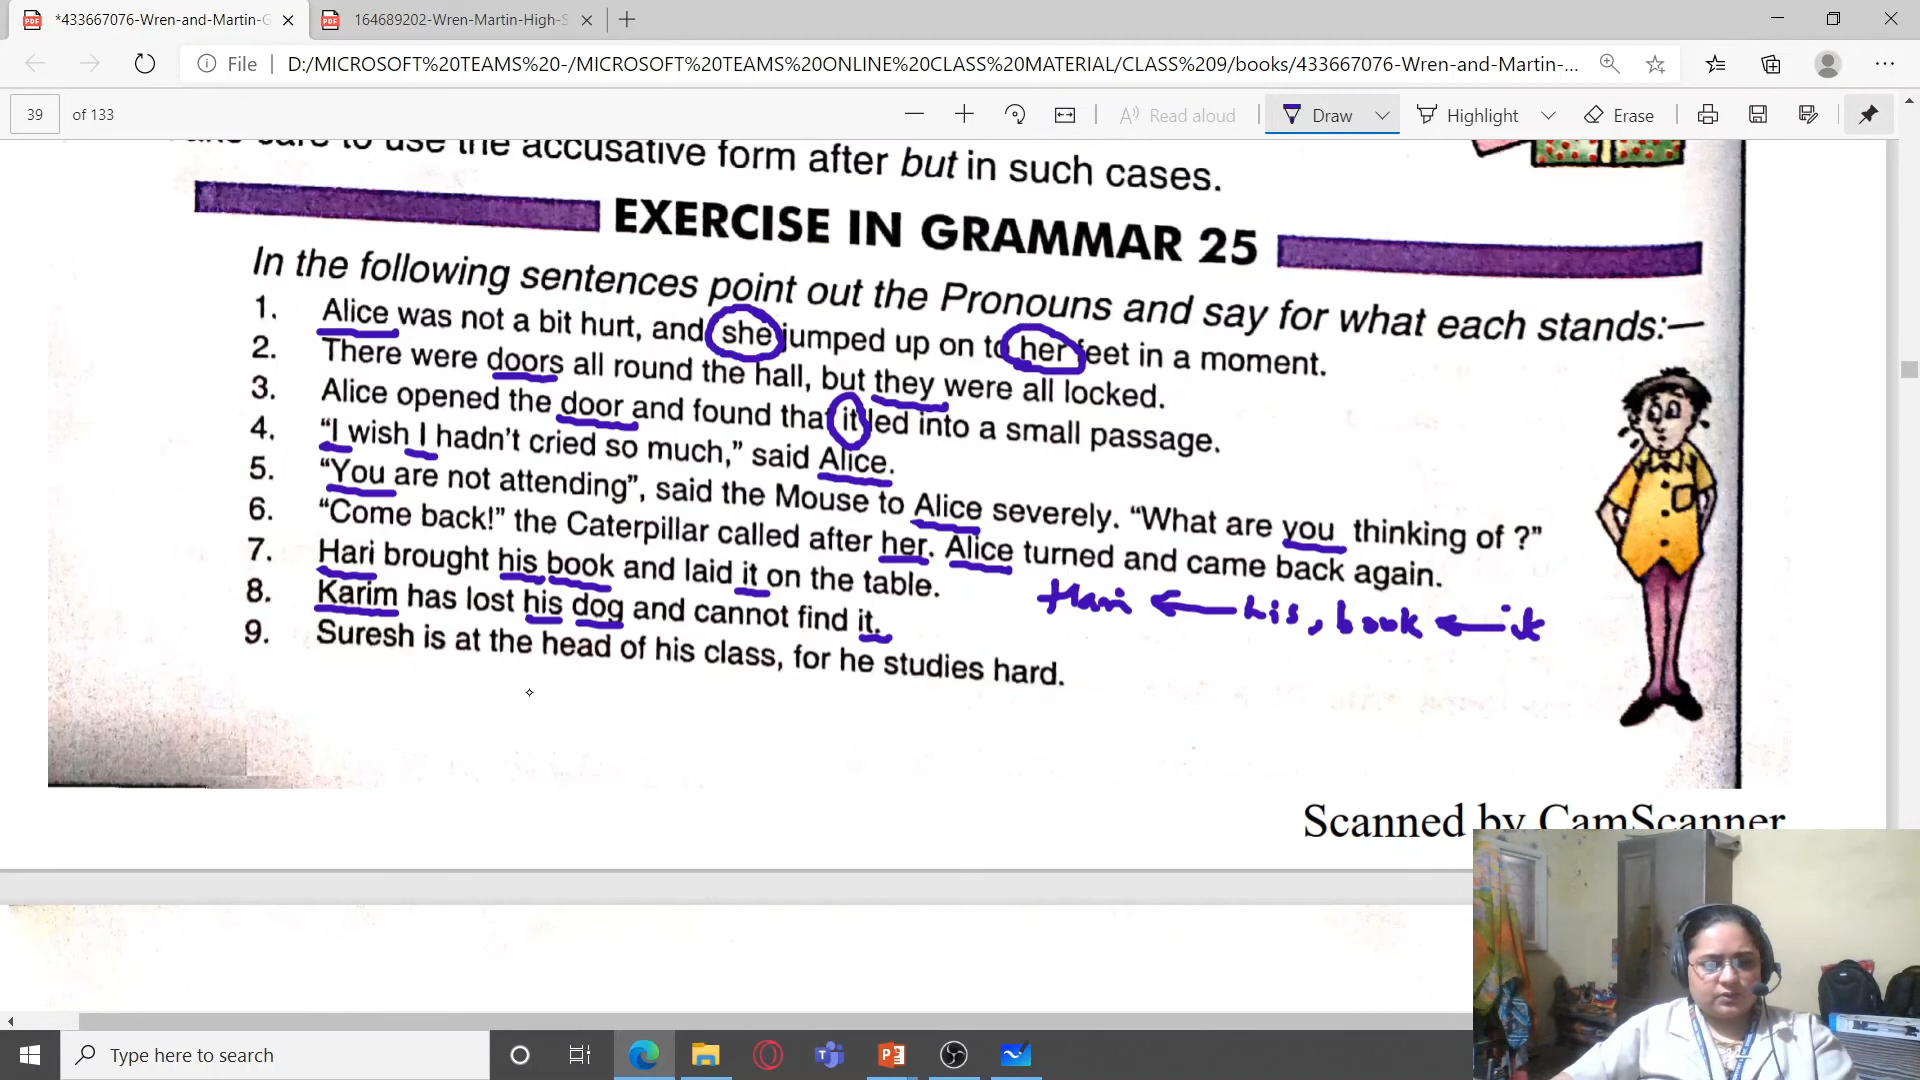 *433667076-Wren-and-Martin-G
164689202-Wren-Martin-High-S
File
D:/MICROSOFT%20TEAMS%20-/MICROSOFT%20TEAMS%20ONLINE%20CLASS%20MATERIAL/CLASS%209/books/433667076-Wren-and-Martin-...
39 of 133
Read aloud
Draw
Highlight
Erase
to use the accusative form after but in such cases.
EXERCISE IN GRAMMAR 25
In the following sentences point out the Pronouns and say for what each stands:—
1. Alice was not a bit hurt, and she jumped up on to her feet in a moment.
2. There were doors all round the hall, but they were all locked.
3. Alice opened the door and found that it led into a small passage.
4. “I wish I hadn’t cried so much,” said Alice.
5. “You are not attending”, said the Mouse to Alice severely. “What are you thinking of ?”
6. “Come back!” the Caterpillar called after her. Alice turned and came back again.
7. Hari brought his book and laid it on the table.
Hari ← his, book ← it
8. Karim has lost his dog and cannot find it.
9. Suresh is at the head of his class, for he studies hard.
Scanned by CamScanner
Type here to search